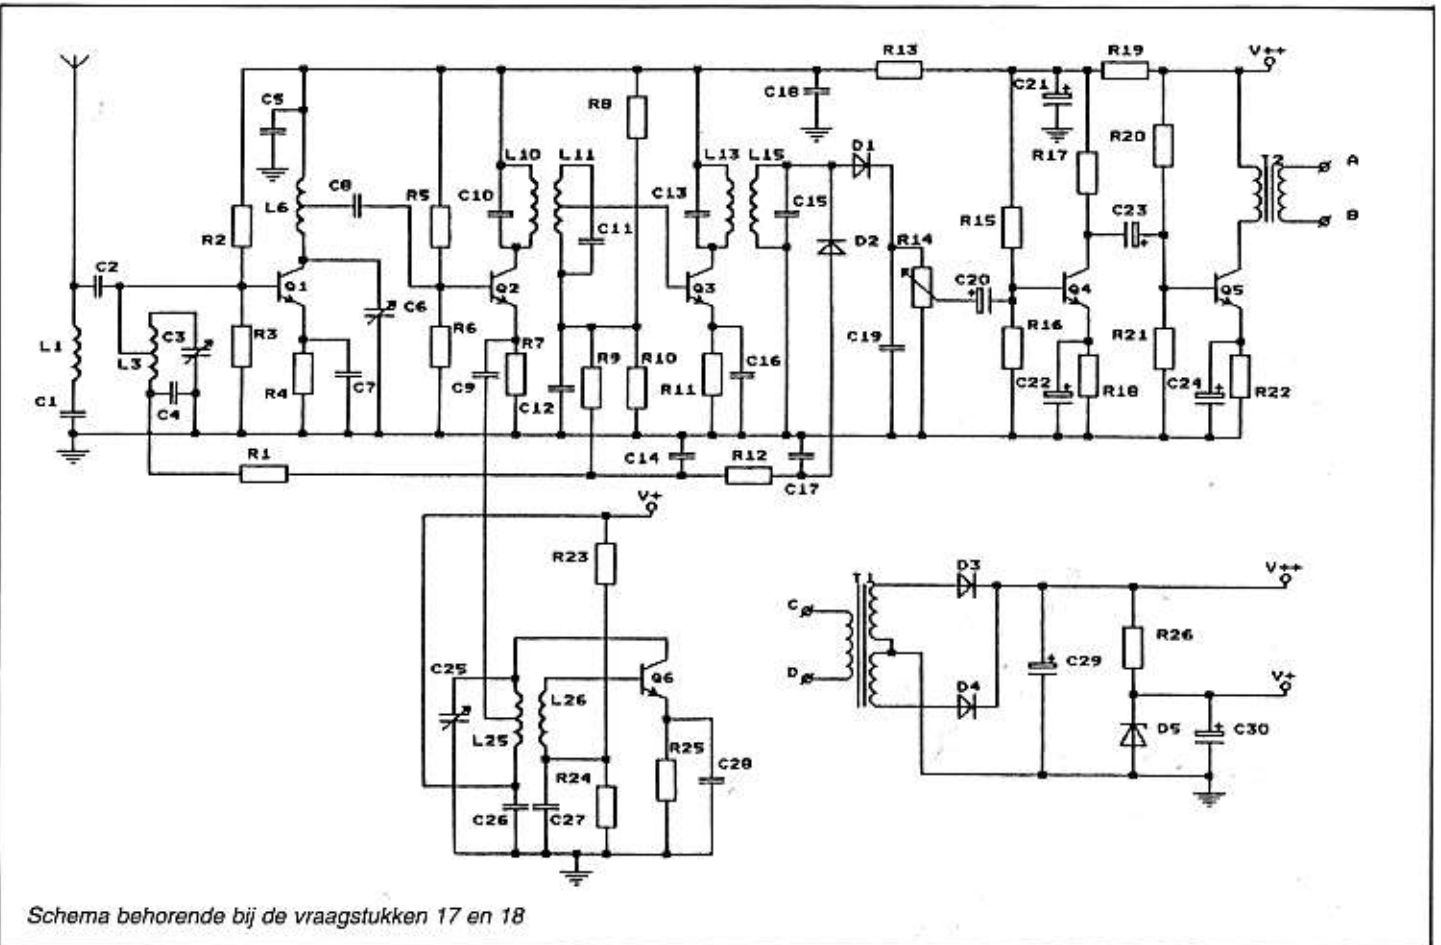 R13
R19
V++
C5
C18
C21
R8
R20
L10
L11
L13
L15
D1
R17
T2
A
C8
R5
C10
C13
C15
C23
B
L6
R2
C11
D2
R14
R15
C2
Q1
C6
Q2
Q3
C20
Q4
Q5
L1
C3
R3
R6
R7
R16
R21
L3
C19
R4
C7
C9
R9
R10
R11
C16
C22
R18
C24
R22
C1
C4
C12
R1
C14
R12
C17
V+
R23
T1
D3
V++
C
R26
C25
L26
Q6
D
D4
C29
V+
L25
R25
D5
C30
R24
C28
C26
C27
Schema behorende bij de vraagstukken 17 en 18